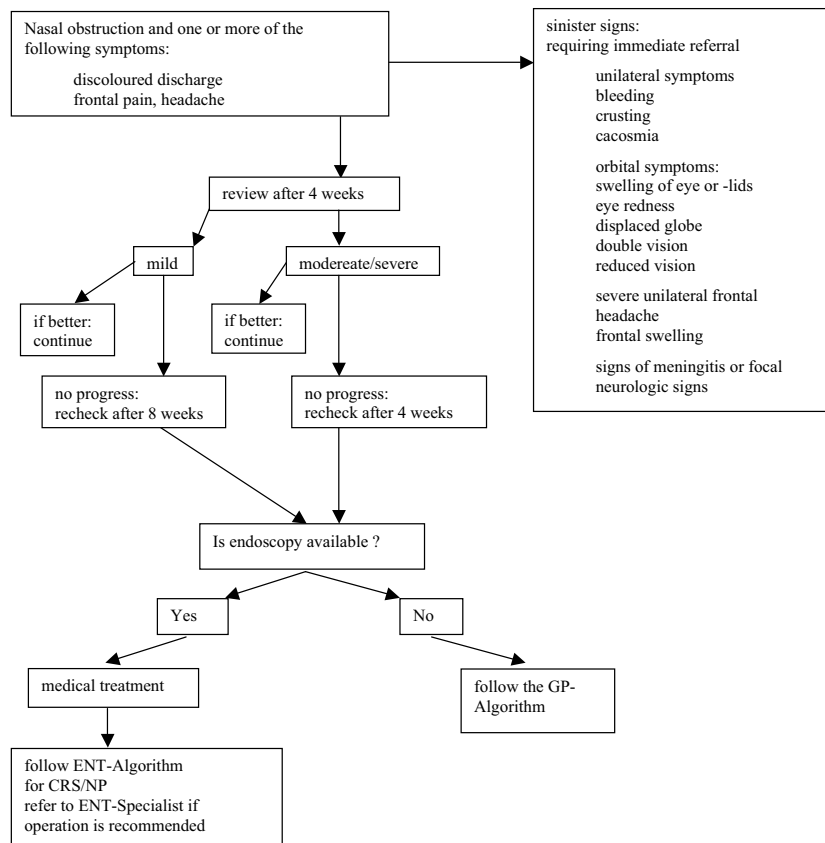 Nasal obstruction and one or more of the
following symptoms:
discoloured discharge
frontal pain, headache
sinister signs:
requiring immediate referral
unilateral symptoms
bleeding
crusting
cacosmia
orbital symptoms:
swelling of eye or -lids
eye redness
displaced globe
double vision
reduced vision
severe unilateral frontal
headache
frontal swelling
signs of meningitis or focal
neurologic signs
review after 4 weeks
mild
modereate/severe
if better:
continue
if better:
continue
no progress:
recheck after 8 weeks
no progress:
recheck after 4 weeks
Is endoscopy available ?
Yes
No
medical treatment
follow the GP-
Algorithm
follow ENT-Algorithm
for CRS/NP
refer to ENT-Specialist if
operation is recommended